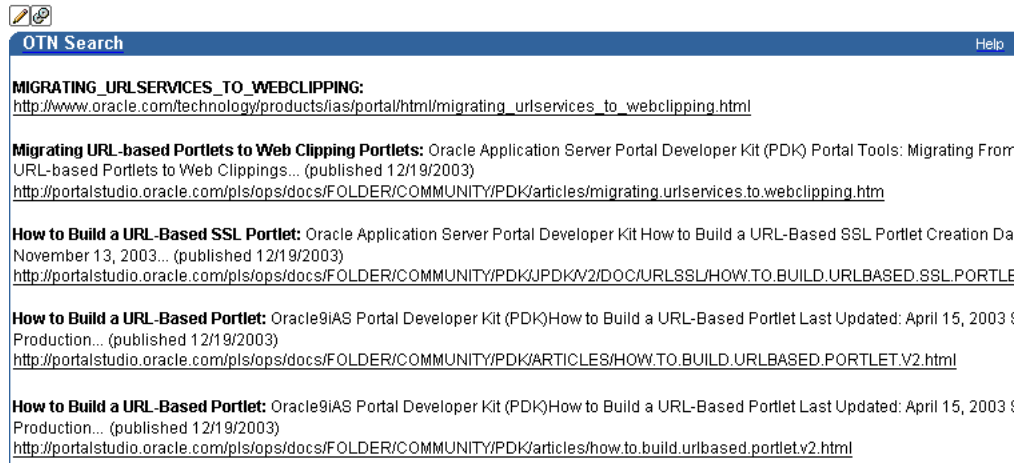 OTN Search Help
MIGRATING_URLSERVICES_TO_WEBCLIPPING:
http://www.oracle.com/technology/products/ias/portal/html/migrating_urlservices_to_webclipping.html
Migrating URL-based Portlets to Web Clipping Portlets: Oracle Application Server Portal Developer Kit (PDK) Portal Tools: Migrating From
URL-based Portlets to Web Clippings... (published 12/19/2003)
http://portalstudio.oracle.com/pls/ops/docs/FOLDER/COMMUNITY/PDK/articles/migrating.urlservices.to.webclipping.htm
How to Build a URL-Based SSL Portlet: Oracle Application Server Portal Developer Kit How to Build a URL-Based SSL Portlet Creation Da
November 13, 2003... (published 12/19/2003)
http://portalstudio.oracle.com/pls/ops/docs/FOLDER/COMMUNITY/PDK/JPDK/V2/DOC/URLSSL/HOW.TO.BUILD.URLBASED.SSL.PORTLE
How to Build a URL-Based Portlet: Oracle9iAS Portal Developer Kit (PDK)How to Build a URL-Based Portlet Last Updated: April 15, 2003 S
Production... (published 12/19/2003)
http://portalstudio.oracle.com/pls/ops/docs/FOLDER/COMMUNITY/PDK/ARTICLES/HOW.TO.BUILD.URLBASED.PORTLET.V2.html
How to Build a URL-Based Portlet: Oracle9iAS Portal Developer Kit (PDK)How to Build a URL-Based Portlet Last Updated: April 15, 2003 S
Production... (published 12/19/2003)
http://portalstudio.oracle.com/pls/ops/docs/FOLDER/COMMUNITY/PDK/articles/how.to.build.urlbased.portlet.v2.html